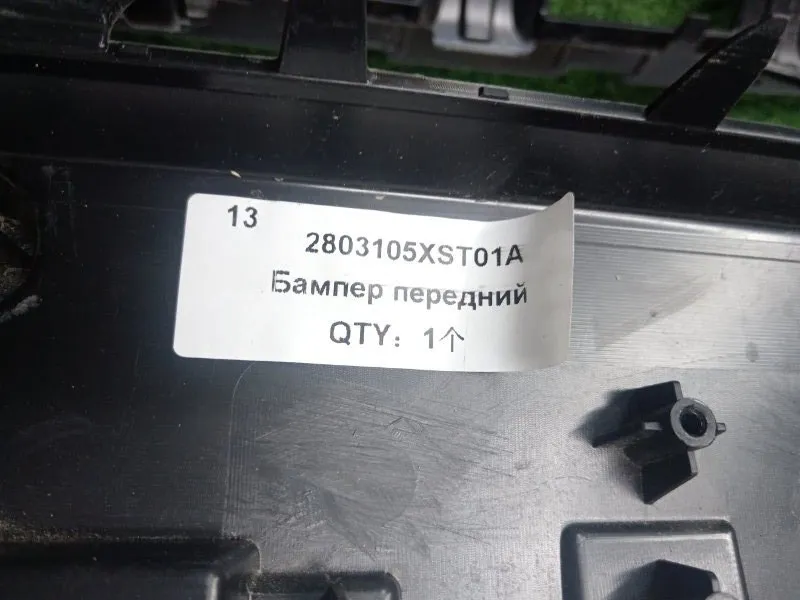 13
2803105XST01A
Бампер передний
QTY：1个